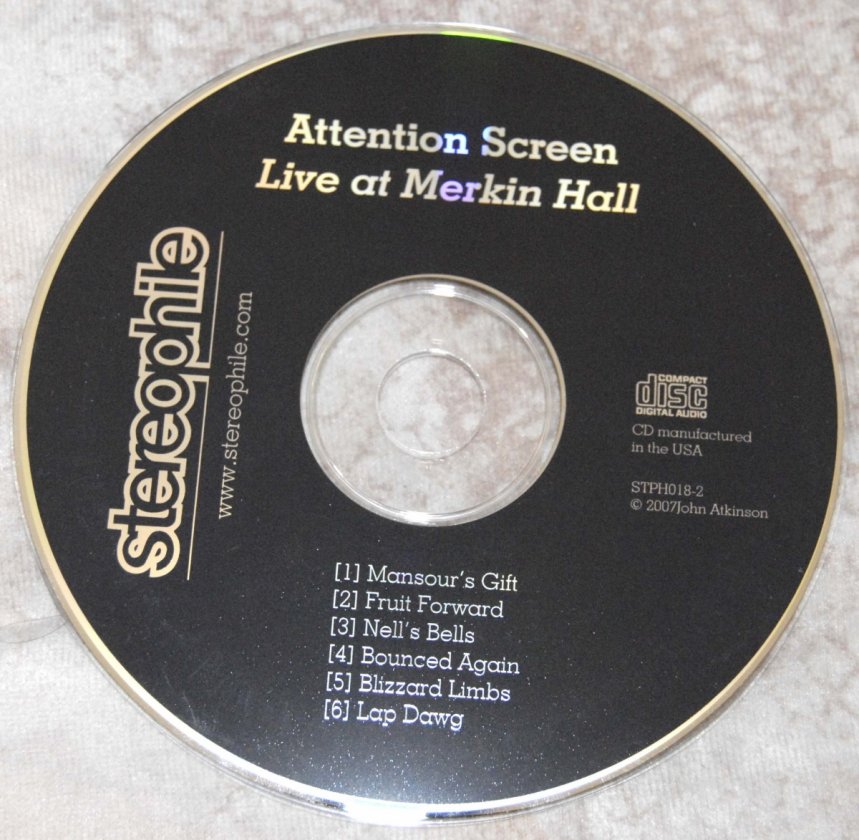 Attention Screen
Live at Merkin Hall
stereophile
www.stereophile.com
COMPACT
disc
DIGITAL AUDIO
CD manufactured
in the USA
STPH018-2
© 2007John Atkinson
[1] Mansour's Gift
[2] Fruit Forward
[3] Nell's Bells
[4] Bounced Again
[5] Blizzard Limbs
[6] Lap Dawg